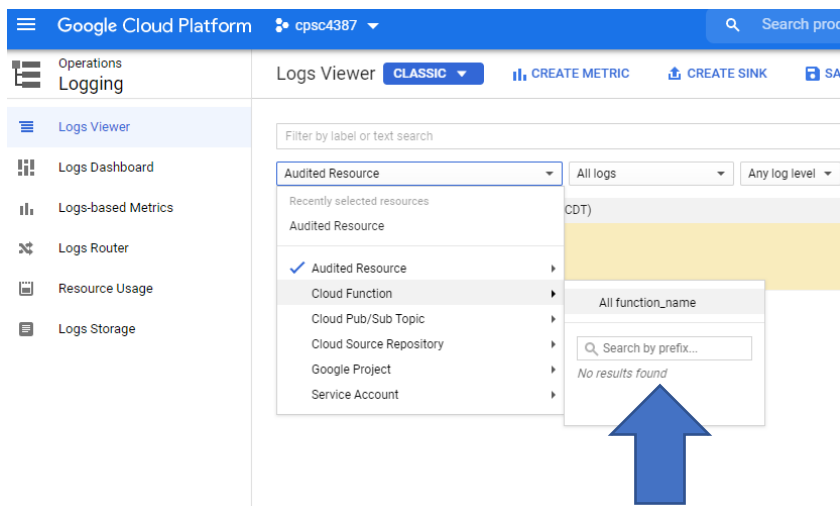 Google Cloud Platform
cpsc4387
Search prod
Operations
Logging
Logs Viewer
CLASSIC
CREATE METRIC
CREATE SINK
SA
Logs Viewer
Logs Dashboard
Logs-based Metrics
Logs Router
Resource Usage
Logs Storage
Filter by label or text search
Audited Resource
All logs
Any log level
CDT)
Recently selected resources
Audited Resource
Audited Resource
Cloud Function
Cloud Pub/Sub Topic
Cloud Source Repository
Google Project
Service Account
All function_name
Search by prefix...
No results found